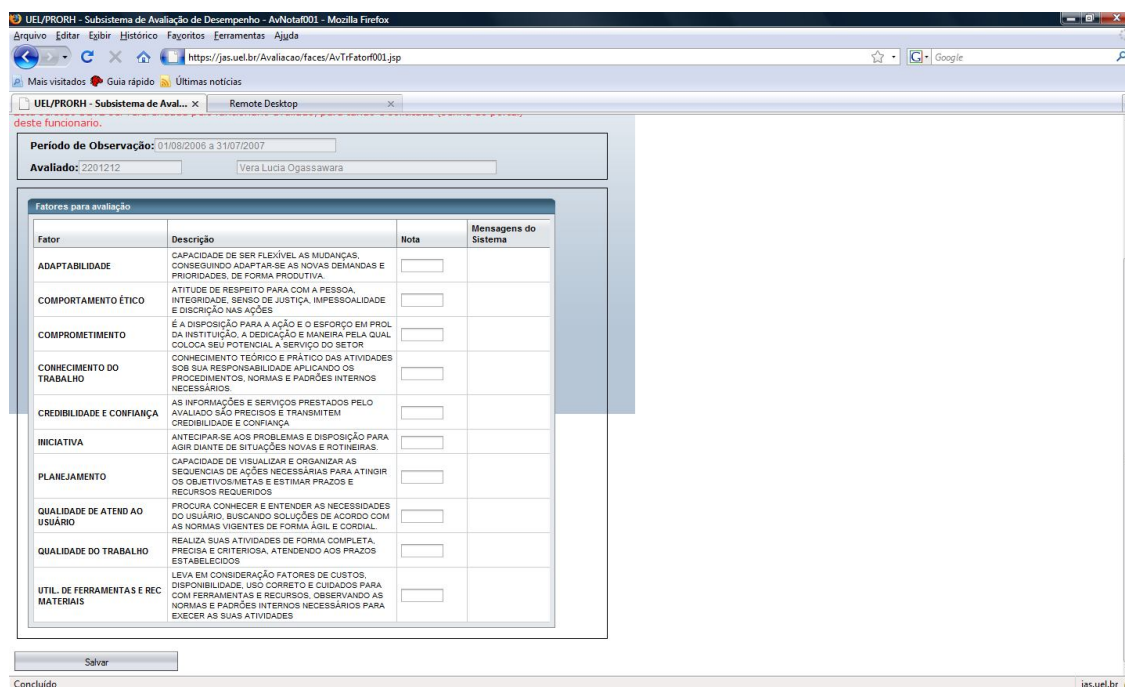 UEL/PRORH - Subsistema de Avaliação de Desempenho - AvNotaf001 - Mozilla Firefox
Arquivo Editar Exibir Histórico Favoritos Ferramentas Ajuda
https://jas.uel.br/Avaliacao/faces/AvTrFatorf001.jsp
G Google
Mais visitados Guia rápido Últimas notícias
UEL/PRORH - Subsistema de Aval... × Remote Desktop ×
deste funcionario.
Período de Observação: 01/08/2006 a 31/07/2007
Avaliado: 2201212 Vera Lucia Ogassawara
Fatores para avaliação
Fator Descrição Nota Mensagens do
Sistema
ADAPTABILIDADE
CAPACIDADE DE SER FLEXÍVEL AS MUDANÇAS,
CONSEGUINDO ADAPTAR-SE AS NOVAS DEMANDAS E
PRIORIDADES, DE FORMA PRODUTIVA.
COMPORTAMENTO ÉTICO
ATITUDE DE RESPEITO PARA COM A PESSOA,
INTEGRIDADE, SENSO DE JUSTIÇA, IMPESSOALIDADE
E DISCRIÇÃO NAS AÇÕES
COMPROMETIMENTO
É A DISPOSIÇÃO PARA A AÇÃO E O ESFORÇO EM PROL
DA INSTITUIÇÃO, A DEDICAÇÃO E MANEIRA PELA QUAL
COLOCA SEU POTENCIAL A SERVIÇO DO SETOR
CONHECIMENTO DO
TRABALHO
CONHECIMENTO TEÓRICO E PRÁTICO DAS ATIVIDADES
SOB SUA RESPONSABILIDADE APLICANDO OS
PROCEDIMENTOS, NORMAS E PADRÕES INTERNOS
NECESSÁRIOS.
CREDIBILIDADE E CONFIANÇA
AS INFORMAÇÕES E SERVIÇOS PRESTADOS PELO
AVALIADO SÃO PRECISOS E TRANSMITEM
CREDIBILIDADE E CONFIANÇA
INICIATIVA
ANTECIPAR-SE AOS PROBLEMAS E DISPOSIÇÃO PARA
AGIR DIANTE DE SITUAÇÕES NOVAS E ROTINEIRAS.
PLANEJAMENTO
CAPACIDADE DE VISUALIZAR E ORGANIZAR AS
SEQUENCIAS DE AÇÕES NECESSÁRIAS PARA ATINGIR
OS OBJETIVOS/METAS E ESTIMAR PRAZOS E
RECURSOS REQUERIDOS
QUALIDADE DE ATEND AO
USUÁRIO
PROCURA CONHECER E ENTENDER AS NECESSIDADES
DO USUÁRIO, BUSCANDO SOLUÇÕES DE ACORDO COM
AS NORMAS VIGENTES DE FORMA ÁGIL E CORDIAL.
QUALIDADE DO TRABALHO
REALIZA SUAS ATIVIDADES DE FORMA COMPLETA,
PRECISA E CRITERIOSA, ATENDENDO AOS PRAZOS
ESTABELECIDOS
UTIL. DE FERRAMENTAS E REC
MATERIAIS
LEVA EM CONSIDERAÇÃO FATORES DE CUSTOS,
DISPONIBILIDADE, USO CORRETO E CUIDADOS PARA
COM FERRAMENTAS E RECURSOS, OBSERVANDO AS
NORMAS E PADRÕES INTERNOS NECESSÁRIOS PARA
EXECER AS SUAS ATIVIDADES
Salvar
Concluído jas.uel.br